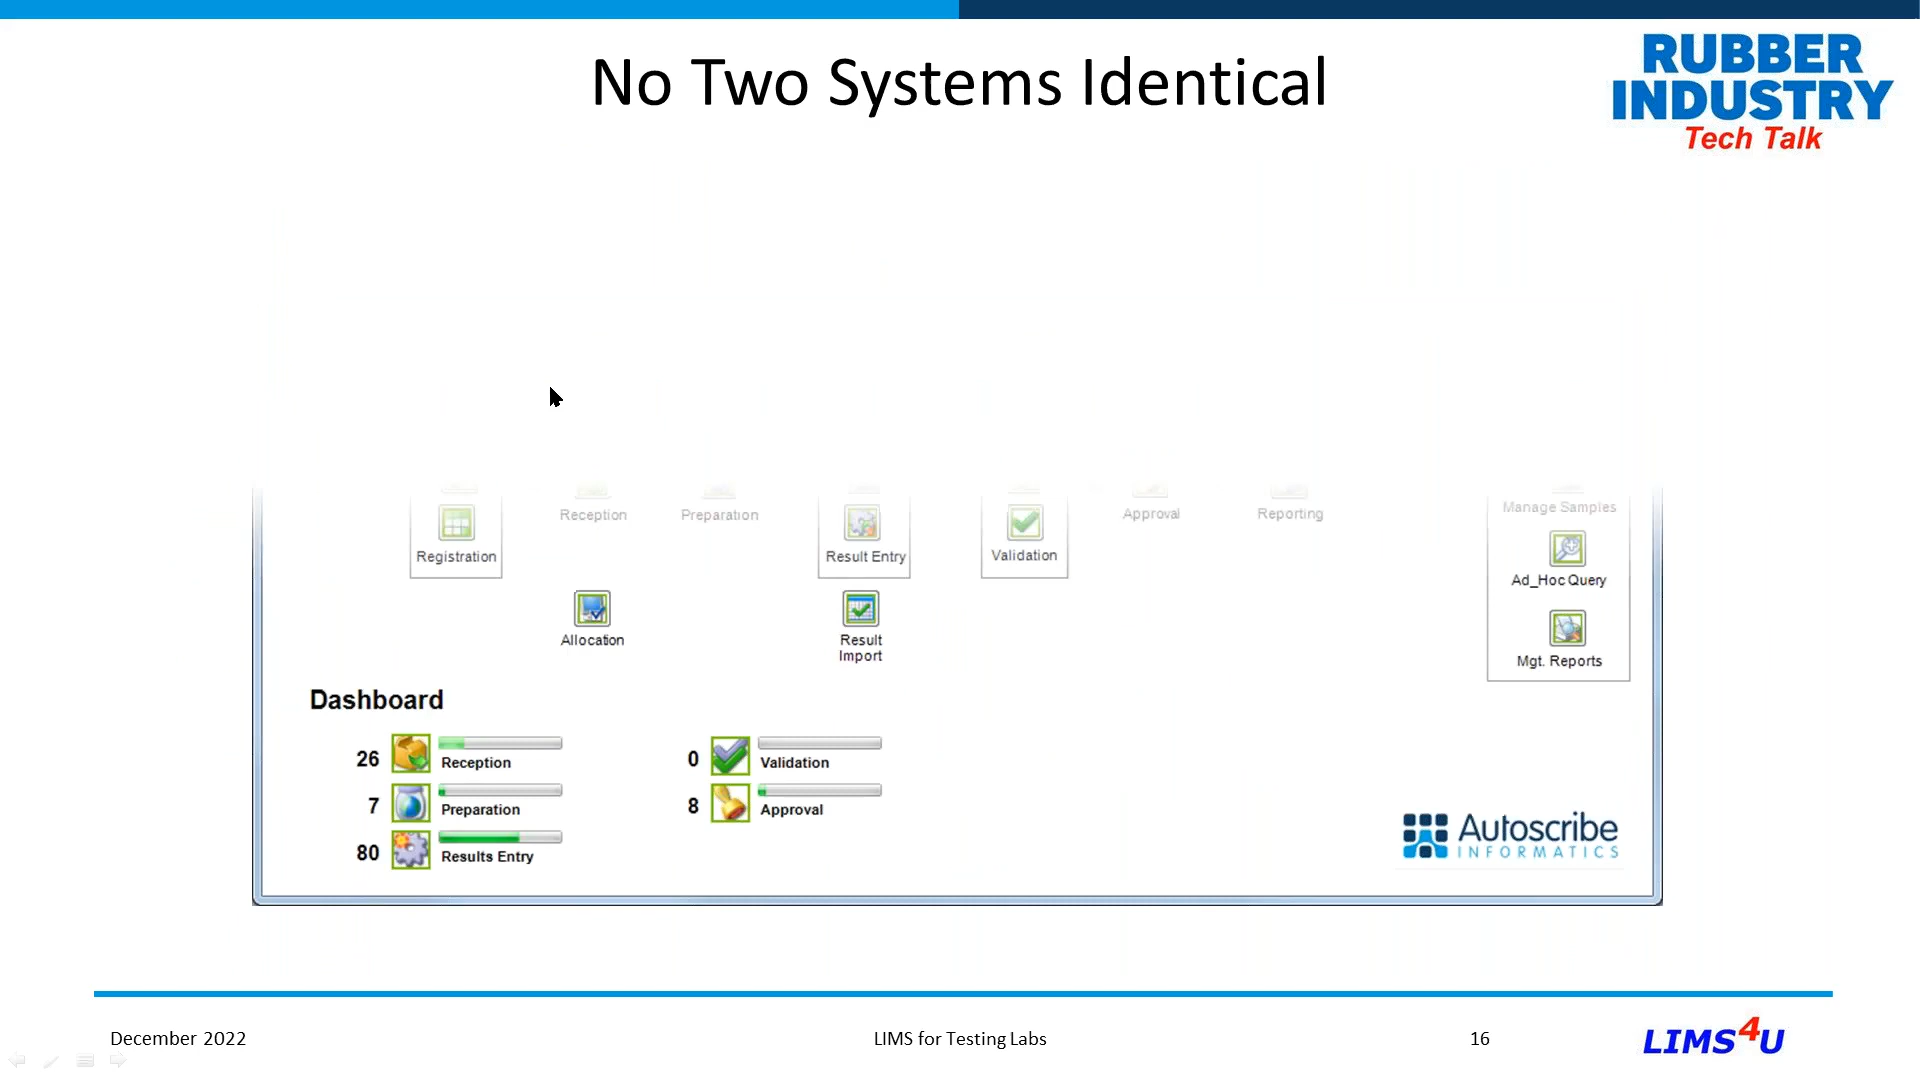 No Two Systems Identical
RUBBER
INDUSTRY
Tech Talk
Reception
Preparation
Approval
Reporting
Manage Samples
Registration
Result Entry
Validation
Ad_Hoc Query
Allocation
Result
Import
Mgt. Reports
Dashboard
26 Reception
0 Validation
7 Preparation
8 Approval
80 Results Entry
Autoscribe
INFORMATICS
December 2022
LIMS for Testing Labs
16
LIMS4U